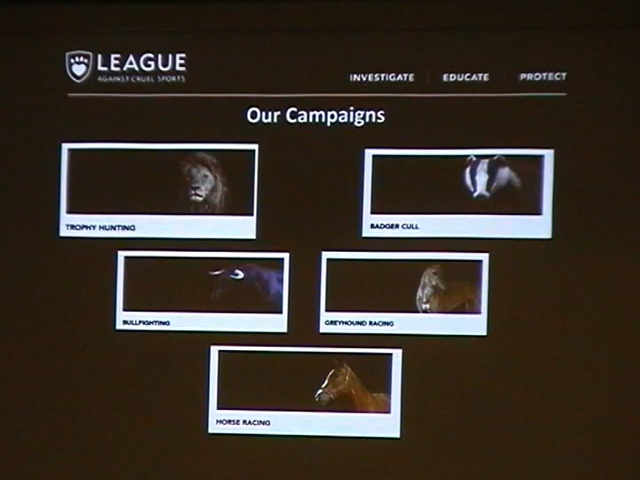 LEAGUE
AGAINST CRUEL SPORTS
INVESTIGATE EDUCATE PROTECT
Our Campaigns
TROPHY HUNTING
BADGER CULL
BULLFIGHTING
GREYHOUND RACING
HORSE RACING